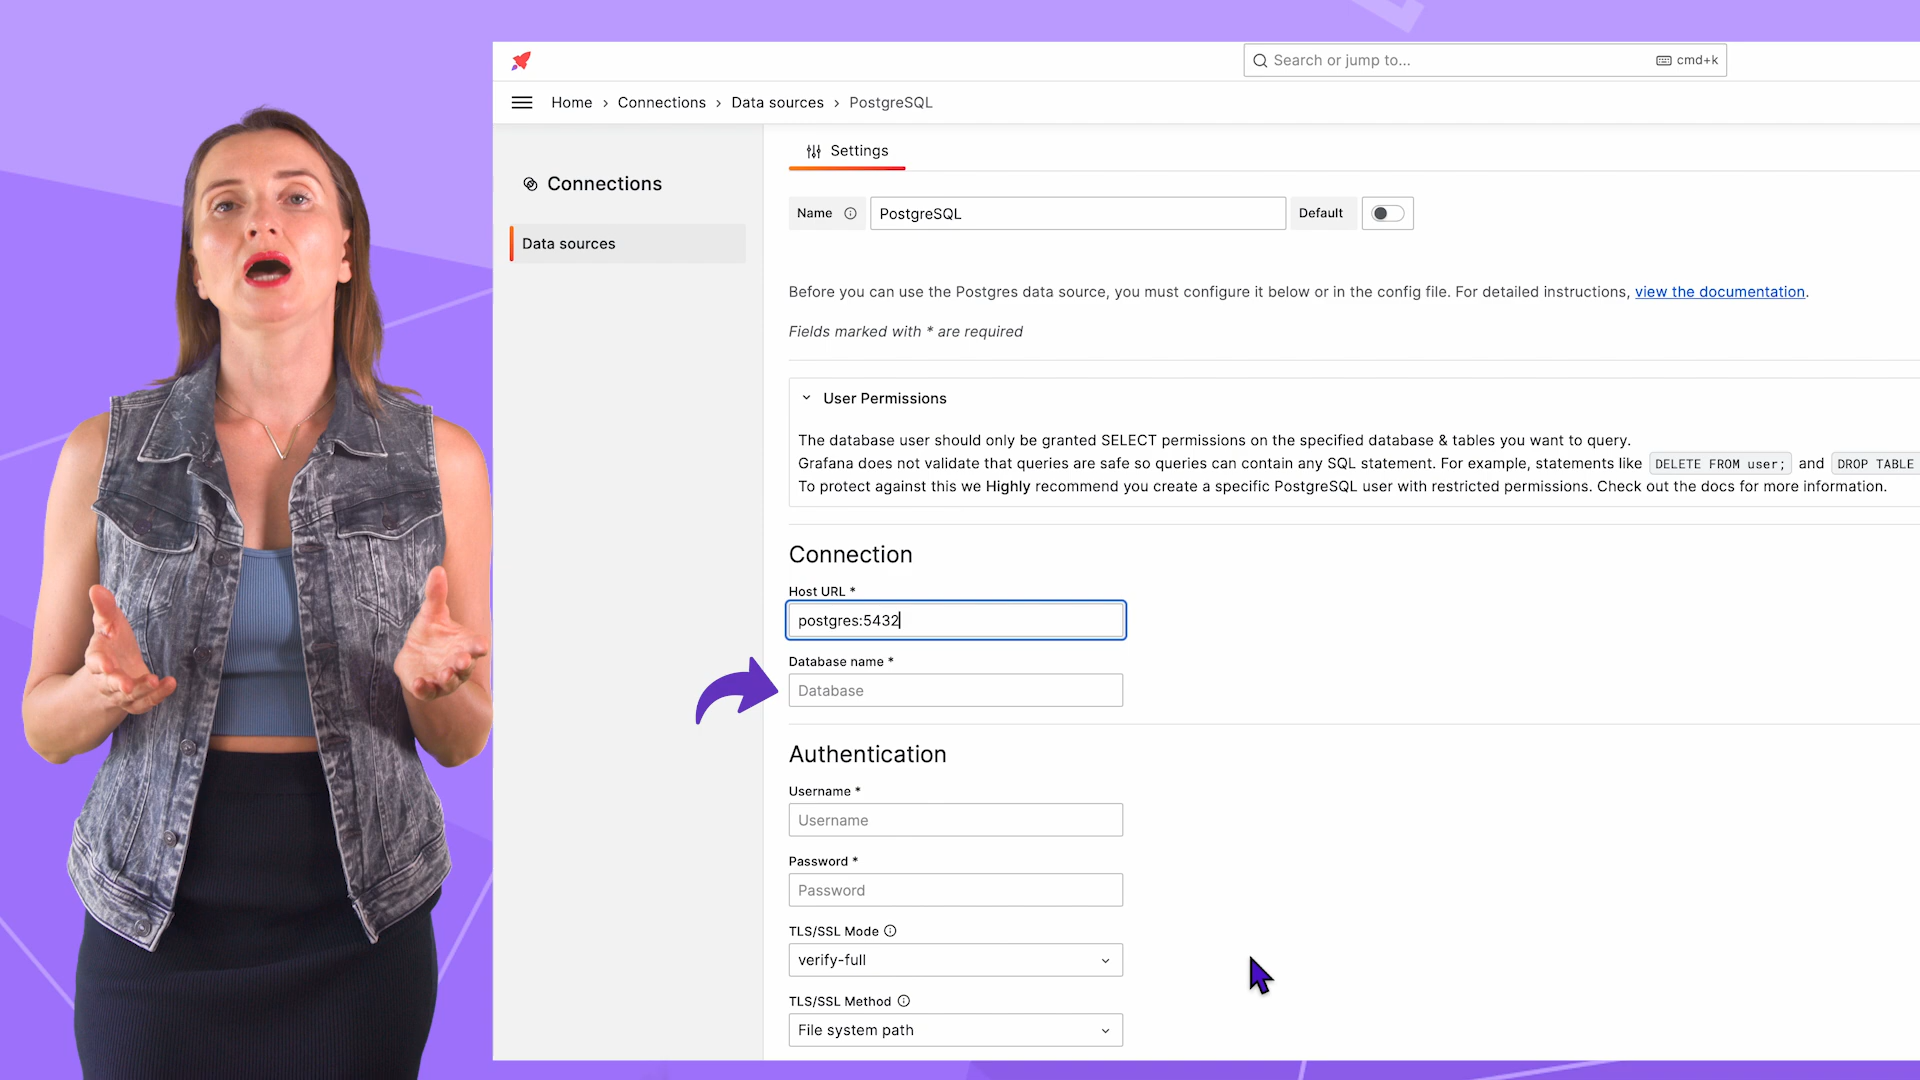 Search or jump to...
cmd+k
Home › Connections › Data sources › PostgreSQL
Connections
Data sources
Settings
Name
PostgreSQL
Default
Before you can use the Postgres data source, you must configure it below or in the config file. For detailed instructions, view the documentation.
Fields marked with * are required
User Permissions
The database user should only be granted SELECT permissions on the specified database & tables you want to query.
Grafana does not validate that queries are safe so queries can contain any SQL statement. For example, statements like DELETE FROM user; and DROP TABLE
To protect against this we Highly recommend you create a specific PostgreSQL user with restricted permissions. Check out the docs for more information.
Connection
Host URL *
postgres:5432
Database name *
Database
Authentication
Username *
Username
Password *
Password
TLS/SSL Mode
verify-full
TLS/SSL Method
File system path